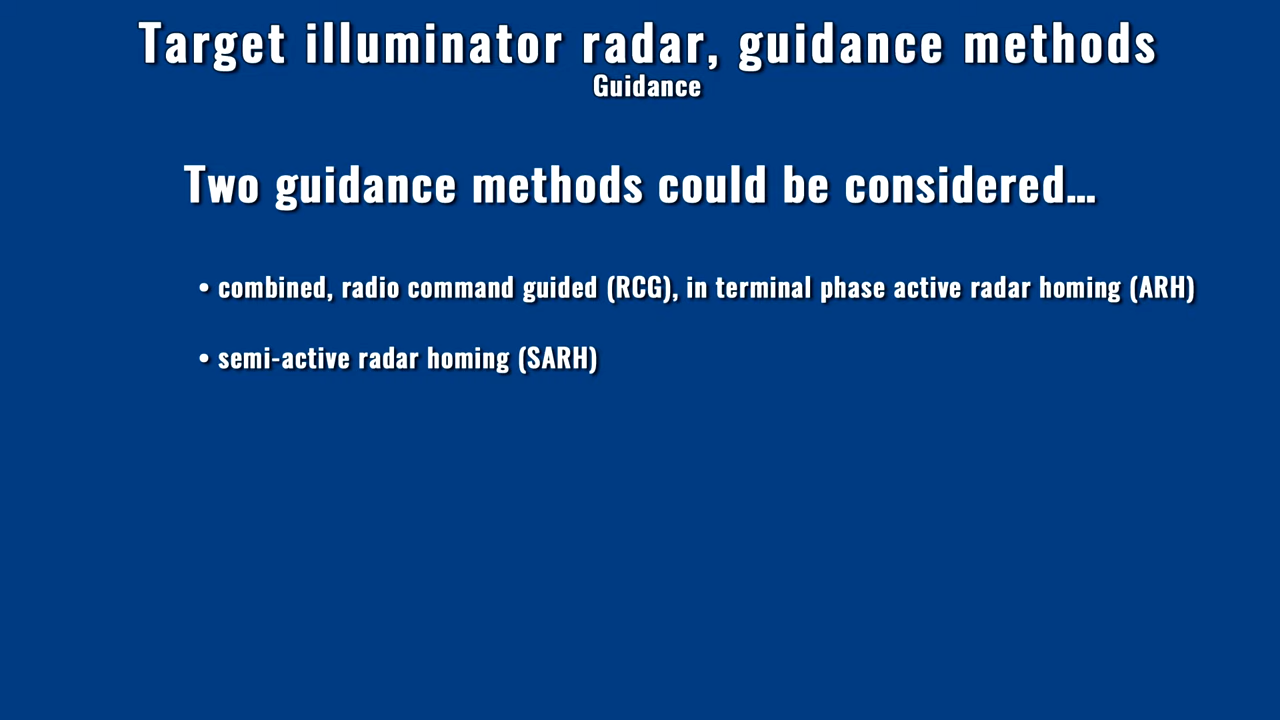 Target illuminator radar, guidance methods
Guidance
Two guidance methods could be considered...
• combined, radio command guided (RCG), in terminal phase active radar homing (ARH)
• semi-active radar homing (SARH)